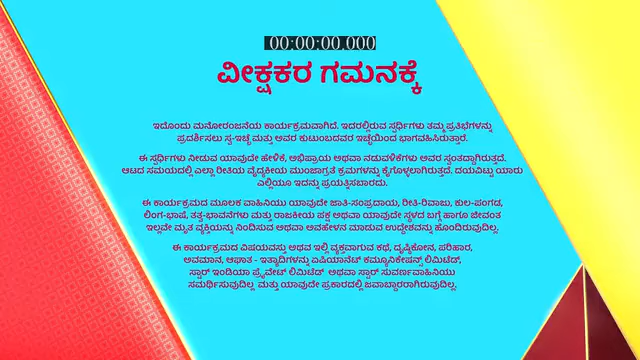 00:00:00,000
ವೀಕ್ಷಕರ ಗಮನಕ್ಕೆ
ಇದೊಂದು ಮನೋರಂಜನೆಯ ಕಾರ್ಯಕ್ರಮವಾಗಿದೆ. ಇದರಲ್ಲಿರುವ ಸ್ಪರ್ಧಿಗಳು ತಮ್ಮ ಪ್ರತಿಭೆಗಳನ್ನು
ಪ್ರದರ್ಶಿಸಲು ಸ್ವ-ಇಚ್ಛೆ ಮತ್ತು ಅವರ ಕುಟುಂಬದವರ ಇಚ್ಛೆಯಿಂದ ಭಾಗವಹಿಸಿರುತ್ತಾರೆ.
ಈ ಸ್ಪರ್ಧಿಗಳು ನೀಡುವ ಯಾವುದೇ ಹೇಳಿಕೆ, ಅಭಿಪ್ರಾಯ ಅಥವಾ ನಡುವಳಿಕೆಗಳು ಅವರ ಸ್ವಂತದ್ದಾಗಿರುತ್ತದೆ.
ಆಟದ ಸಮಯದಲ್ಲಿ ಎಲ್ಲಾ ರೀತಿಯ ವೈದ್ಯಕೀಯ ಮುಂಜಾಗ್ರತೆ ಕ್ರಮಗಳನ್ನು ಕೈಗೊಳ್ಳಲಾಗಿರುತ್ತದೆ. ದಯವಿಟ್ಟು ಯಾರು
ಎಲ್ಲಿಯೂ ಇದನ್ನು ಪ್ರಯತ್ನಿಸಬಾರದು.
ಈ ಕಾರ್ಯಕ್ರಮದ ಮೂಲಕ ವಾಹಿನಿಯು ಯಾವುದೇ ಜಾತಿ-ಸಂಪ್ರದಾಯ, ರೀತಿ-ರಿವಾಜು, ಕುಲ-ಪಂಗಡ,
ಲಿಂಗ-ಭಾಷೆ, ತತ್ವ-ಭಾವನೆಗಳು ಮತ್ತು ರಾಜಕೀಯ ಪಕ್ಷ ಅಥವಾ ಯಾವುದೇ ಸ್ಥಳದ ಬಗ್ಗೆ ಹಾಗೂ ಜೀವಂತ
ಇಲ್ಲವೇ ಮೃತ ವ್ಯಕ್ತಿಯನ್ನು ನಿಂದಿಸುವ ಅಥವಾ ಅವಹೇಳನ ಮಾಡುವ ಉದ್ದೇಶವನ್ನು ಹೊಂದಿರುವುದಿಲ್ಲ.
ಈ ಕಾರ್ಯಕ್ರಮದ ವಿಷಯವಸ್ತು ಅಥವ ಇಲ್ಲಿ ವ್ಯಕ್ತವಾಗುವ ಕಥೆ, ದೃಷ್ಠಿಕೋನ, ಪರಿಹಾರ,
ಅವಮಾನ, ಆಘಾತ - ಇತ್ಯಾದಿಗಳನ್ನು ಏಷಿಯಾನೆಟ್ ಕಮ್ಯೂನಿಕೇಷನ್ಸ್ ಲಿಮಿಟೆಡ್,
ಸ್ಟಾರ್ ಇಂಡಿಯಾ ಪ್ರೈವೇಟ್ ಲಿಮಿಟೆಡ್ ಅಥವಾ ಸ್ಟಾರ್ ಸುವರ್ಣವಾಹಿನಿಯು
ಸಮರ್ಥಿಸುವುದಿಲ್ಲ ಮತ್ತು ಯಾವುದೇ ಪ್ರಕಾರದಲ್ಲಿ ಜವಾಬ್ದಾರರಾಗಿರುವುದಿಲ್ಲ.